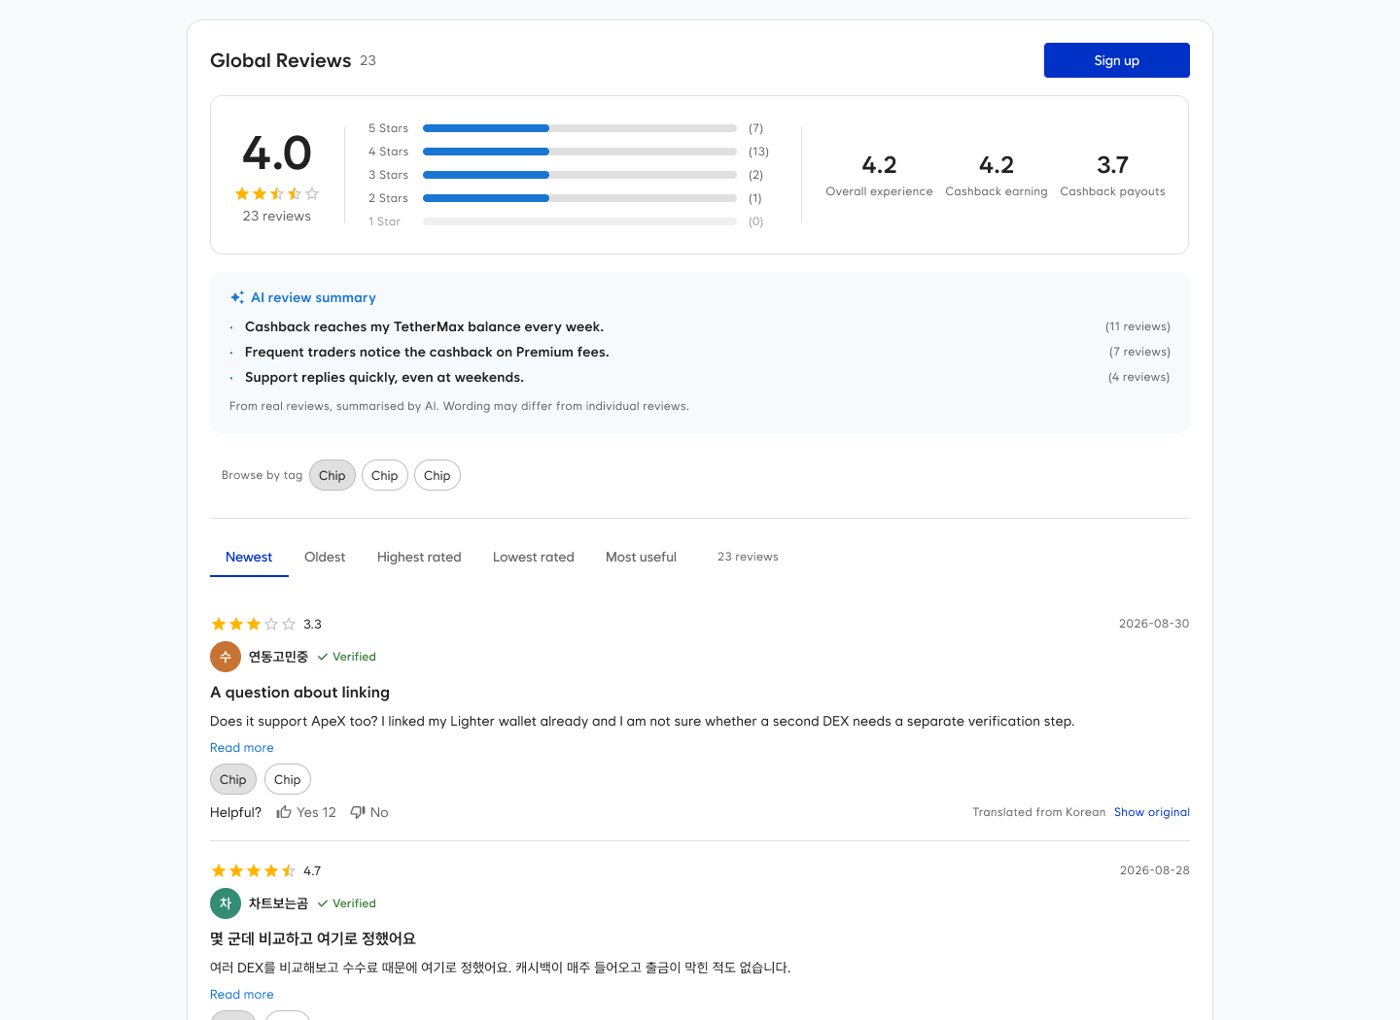 Global Reviews 23
Sign up
4.0
23 reviews
5 Stars (7)
4 Stars (13)
3 Stars (2)
2 Stars (1)
1 Star (0)
4.2
Overall experience
4.2
Cashback earning
3.7
Cashback payouts
AI review summary
· Cashback reaches my TetherMax balance every week. (11 reviews)
· Frequent traders notice the cashback on Premium fees. (7 reviews)
· Support replies quickly, even at weekends. (4 reviews)
From real reviews, summarised by AI. Wording may differ from individual reviews.
Browse by tag Chip Chip Chip
Newest Oldest Highest rated Lowest rated Most useful 23 reviews
3.3 2026-08-30
수 연동고민중 Verified
A question about linking
Does it support ApeX too? I linked my Lighter wallet already and I am not sure whether a second DEX needs a separate verification step.
Read more
Chip Chip
Helpful? Yes 12 No Translated from Korean Show original
4.7 2026-08-28
차 차트보는곰 Verified
몇 군데 비교하고 여기로 정했어요
여러 DEX를 비교해보고 수수료 때문에 여기로 정했어요. 캐시백이 매주 들어오고 출금이 막힌 적도 없습니다.
Read more